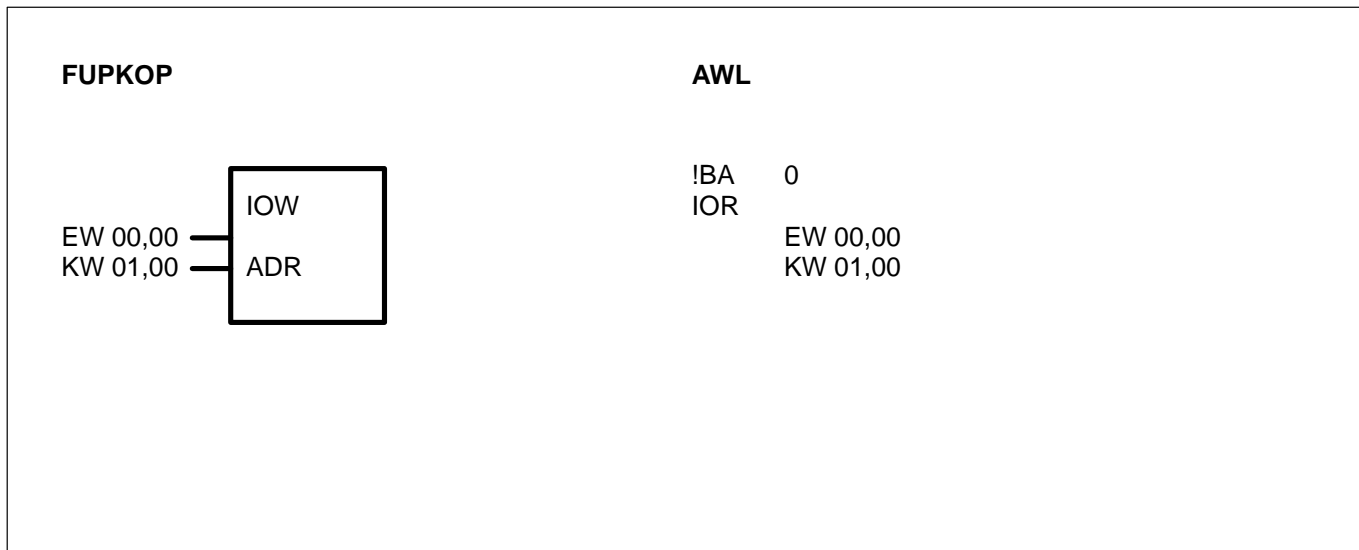 FUPKOP
IOW
EW 00,00
KW 01,00 ADR
AWL
!BA 0
IOR
EW 00,00
KW 01,00